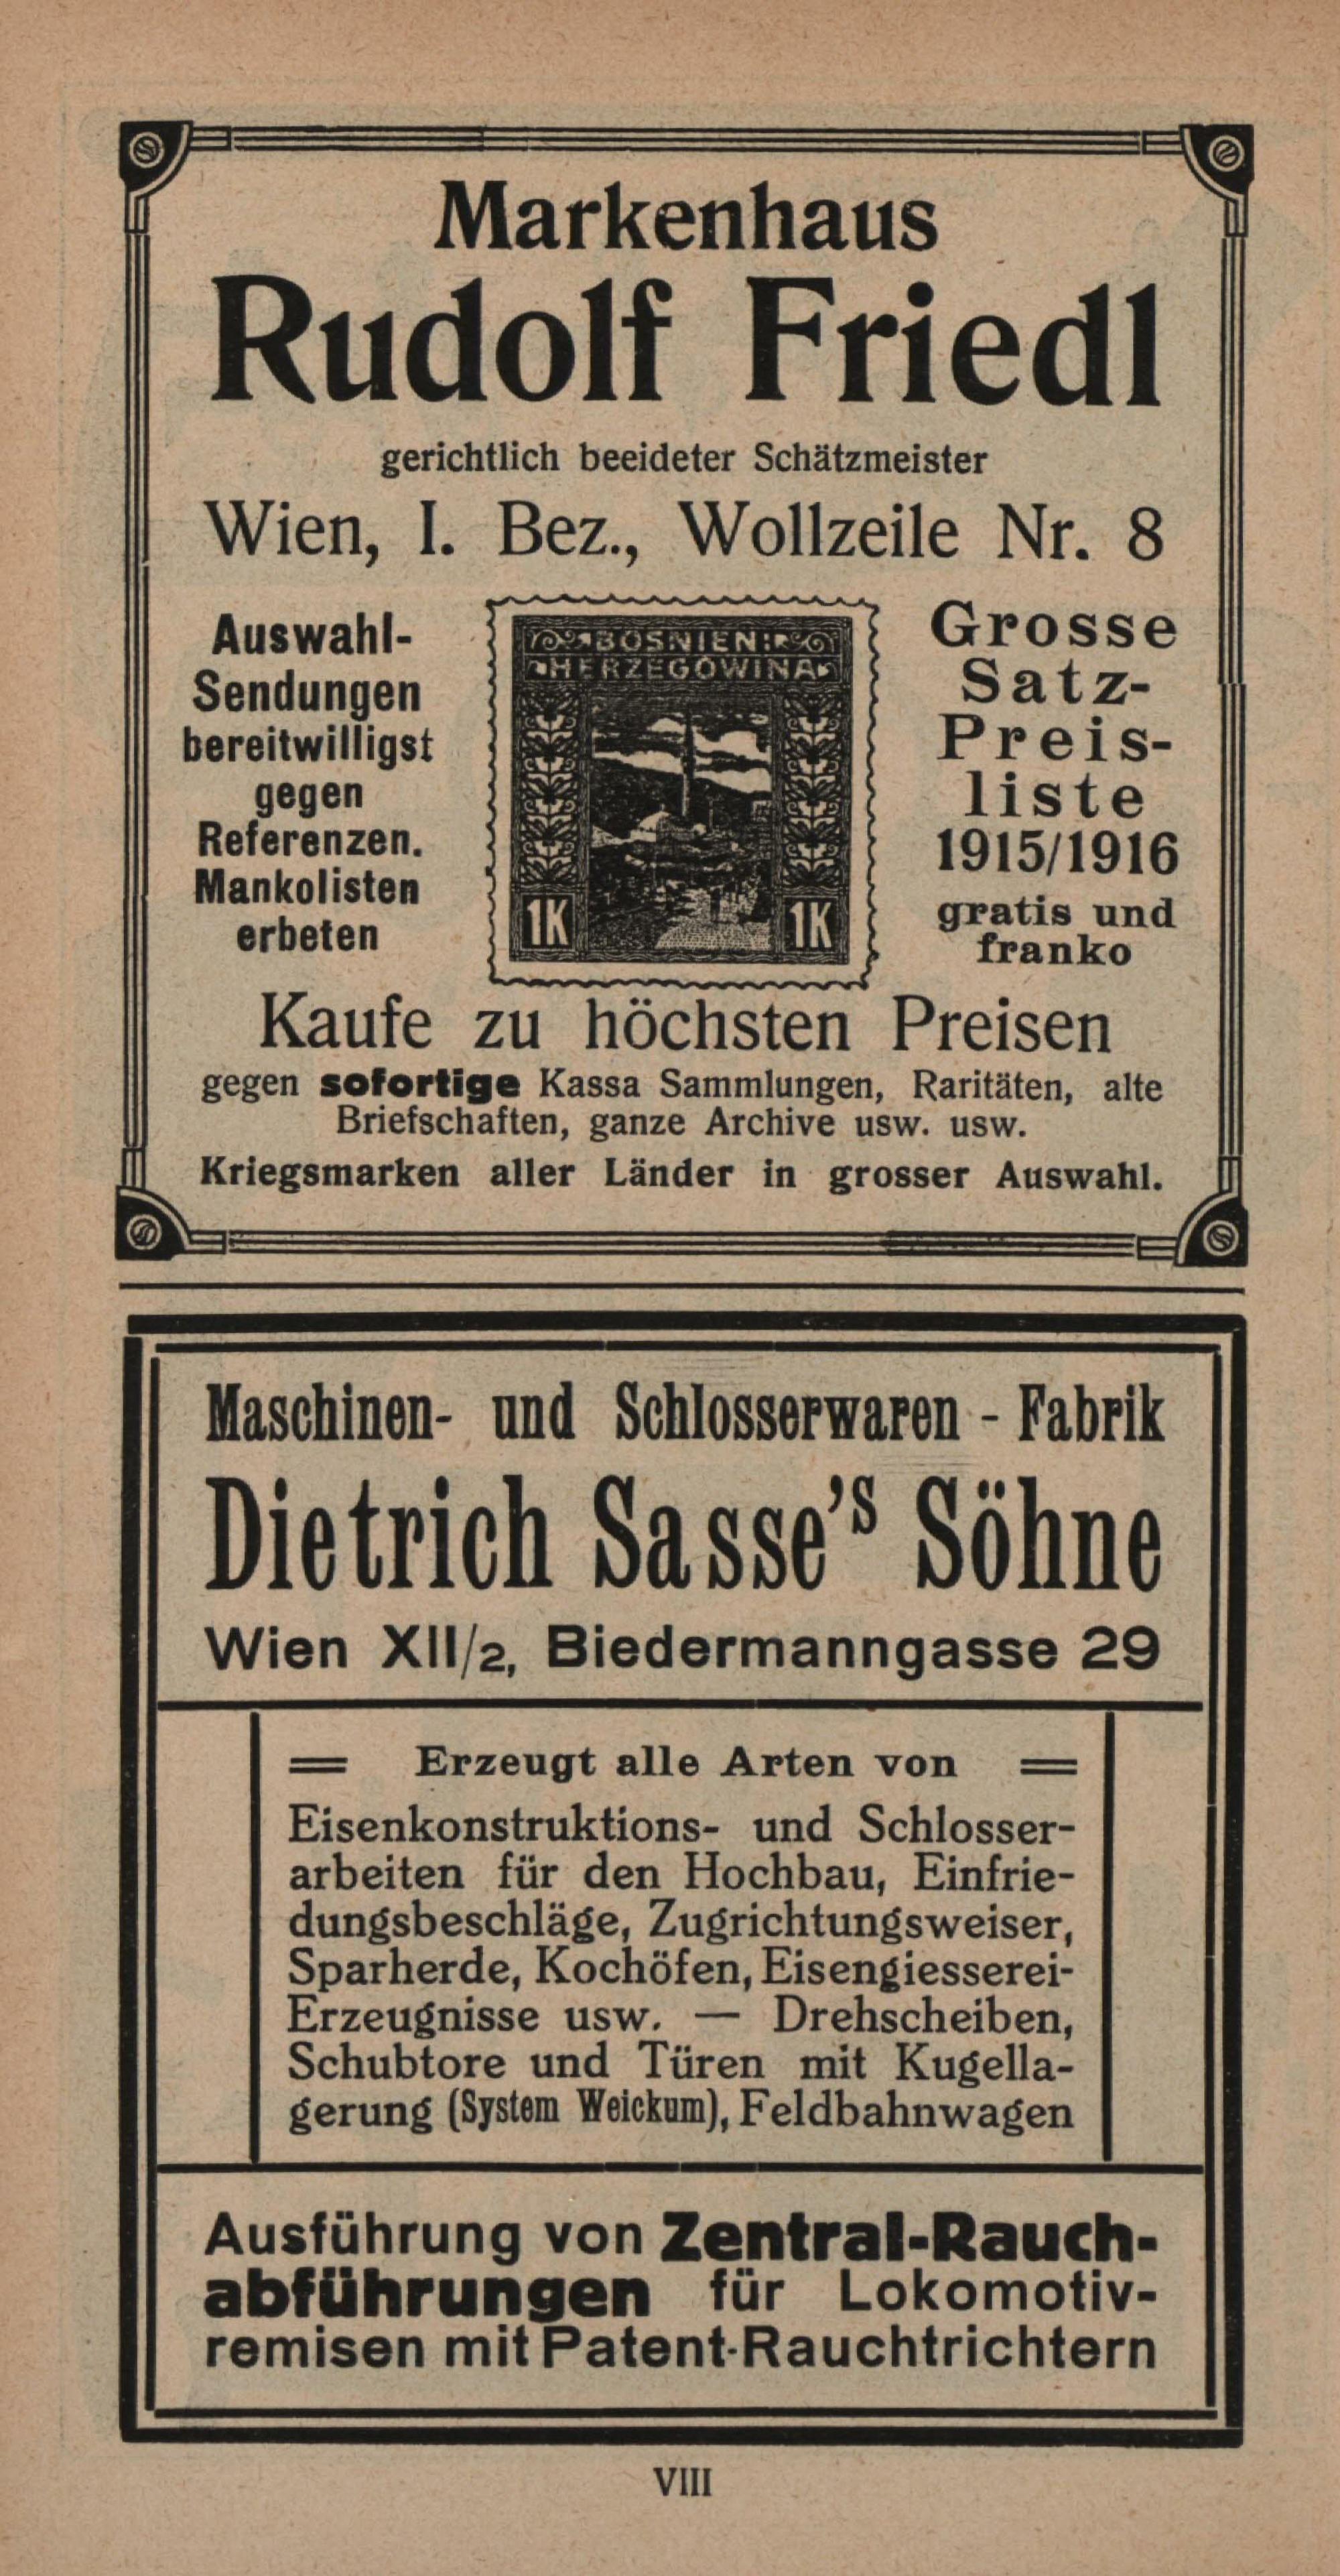 Markenhaus
Rudolf Friedl
gerichtlich beeideter Schätzmeister
Wien, I. Bez., Wollzeile Nr. 8
Auswahl-
Sendungen
bereitwilligst
gegen
Referenzen.
Mankolisten
erbeten
BOSNIEN
HERZEGOWINA
1K 1K
Grosse
Satz-
Preis-
liste
1915/1916
gratis und
franko
Kaufe zu höchsten Preisen
gegen sofortige Kassa Sammlungen, Raritäten, alte
Briefschaften, ganze Archive usw. usw.
Kriegsmarken aller Länder in grosser Auswahl.
Maschinen- und Schlosserwaren-Fabrik
Dietrich Sasse's Söhne
Wien XII/2, Biedermanngasse 29
= Erzeugt alle Arten von =
Eisenkonstruktions- und Schlosser-
arbeiten für den Hochbau, Einfrie-
dungsbeschläge, Zugrichtungsweiser,
Sparherde, Kochöfen, Eisengiesserei-
Erzeugnisse usw. — Drehscheiben,
Schubtore und Türen mit Kugella-
gerung (System Weickum), Feldbahnwagen
Ausführung von Zentral-Rauch-
abführungen für Lokomotiv-
remisen mit Patent-Rauchtrichtern
VIII